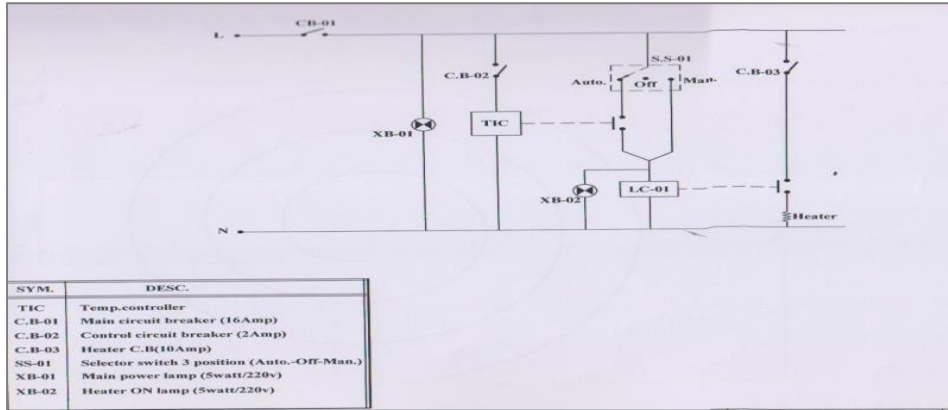 CB-01
L
S.S-01
C.B-02
Auto. Off Man.
C.B-03
TIC
XB-01
LC-01
XB-02
Heater
N
SYM. DESC.
TIC Temp.controller
C.B-01 Main circuit breaker (16Amp)
C.B-02 Control circuit breaker (2Amp)
C.B-03 Heater C.B(10Amp)
SS-01 Selector switch 3 position (Auto.-Off-Man.)
XB-01 Main power lamp (5watt/220v)
XB-02 Heater ON lamp (5watt/220v)